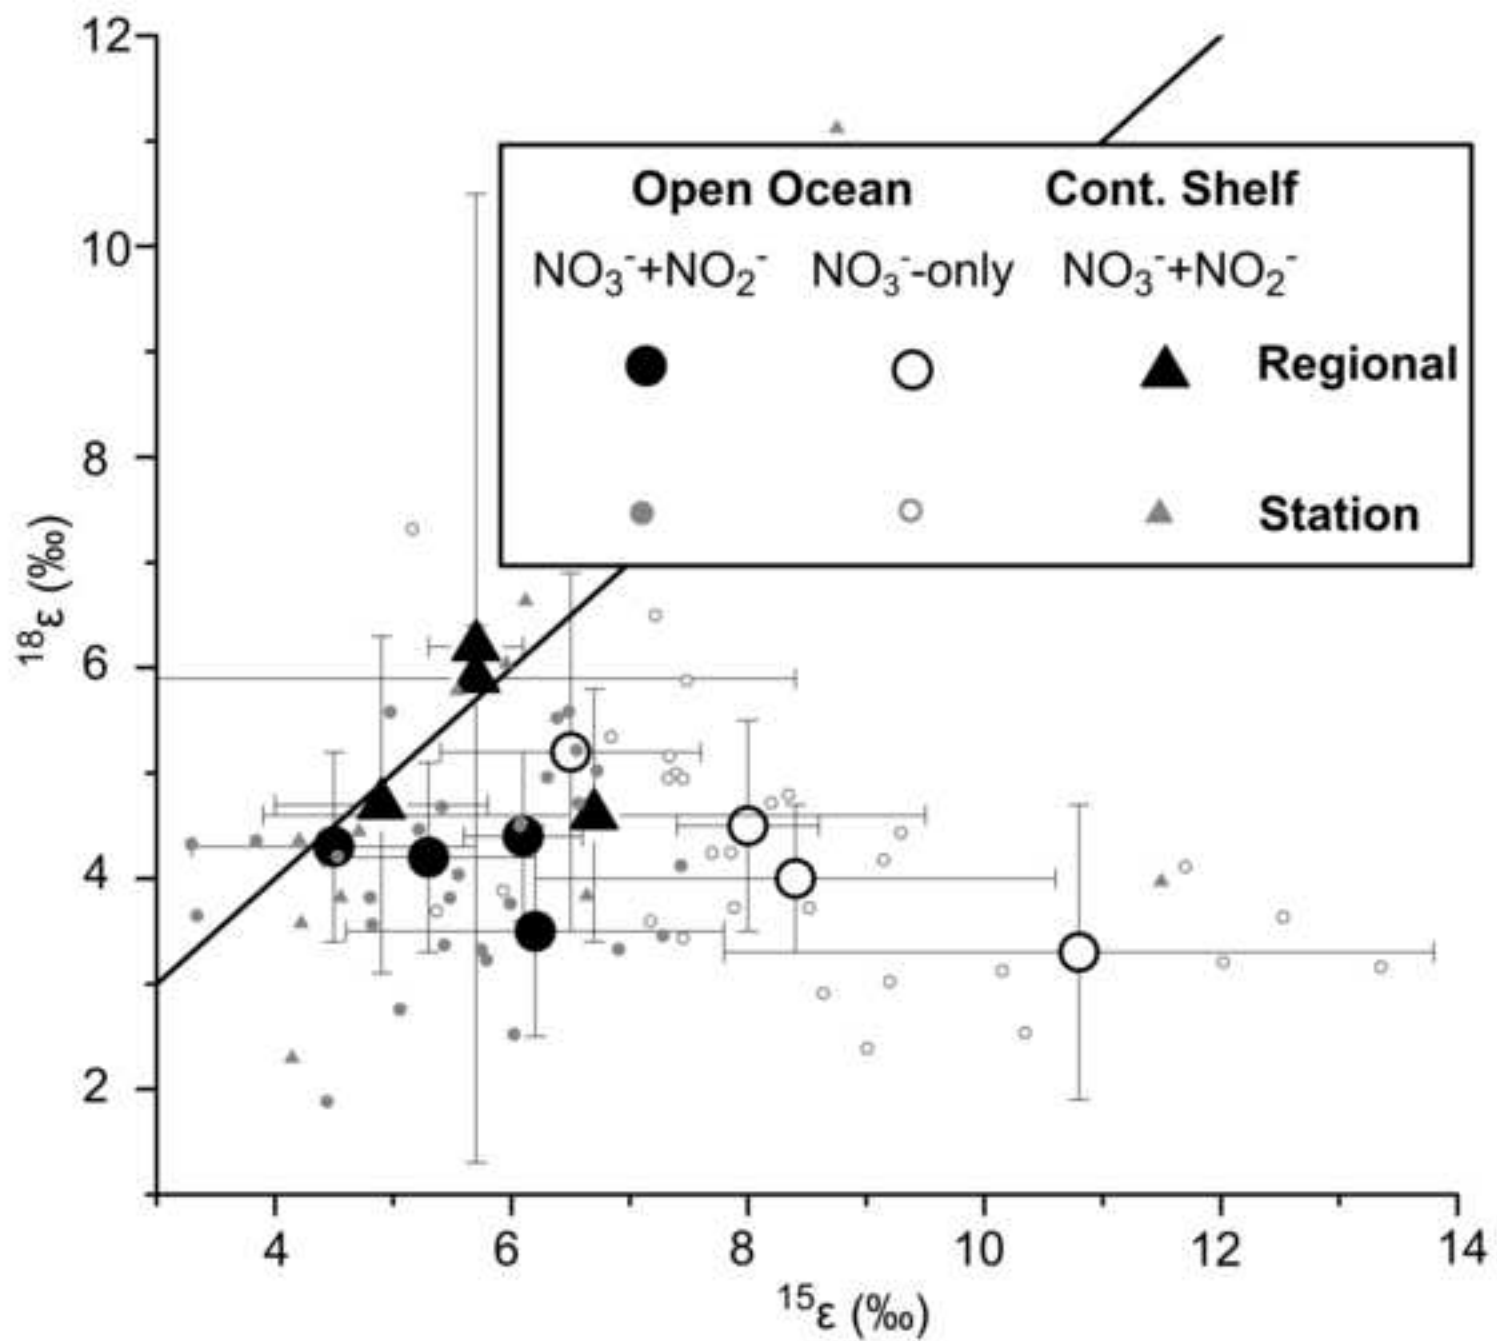 12
10
8
6
4
2
¹⁸ε (‰)
Open Ocean Cont. Shelf
NO₃⁻+NO₂⁻ NO₃⁻-only NO₃⁻+NO₂⁻
Regional
Station
4 6 8 10 12 14
¹⁵ε (‰)